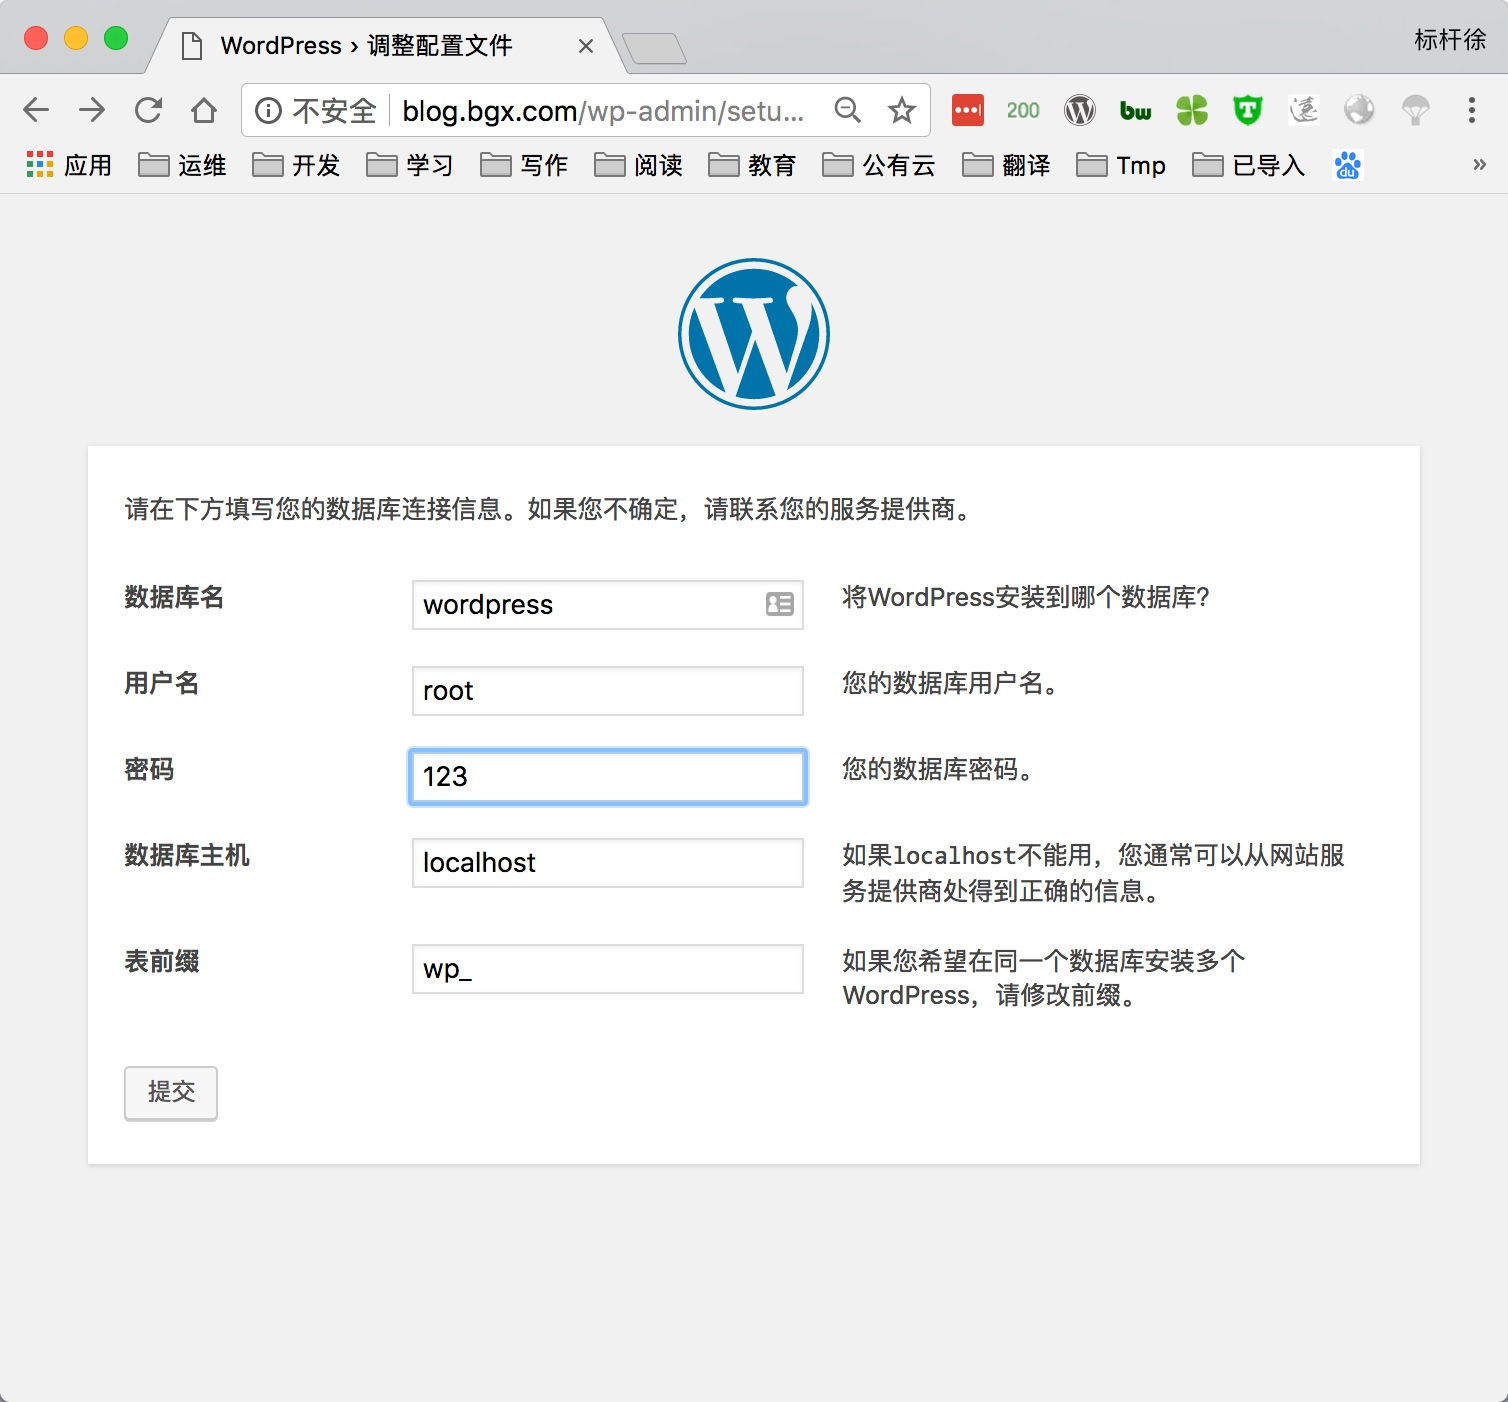 WordPress › 调整配置文件
标杆徐
不安全 blog.bgx.com/wp-admin/setu...
200
bw
T
应用 运维 开发 学习 写作 阅读 教育 公有云 翻译 Tmp 已导入 du »
请在下方填写您的数据库连接信息。如果您不确定，请联系您的服务提供商。
数据库名 wordpress 将WordPress安装到哪个数据库?
用户名 root 您的数据库用户名。
密码 123 您的数据库密码。
数据库主机 localhost 如果localhost不能用，您通常可以从网站服
务提供商处得到正确的信息。
表前缀 wp_ 如果您希望在同一个数据库安装多个
WordPress，请修改前缀。
提交